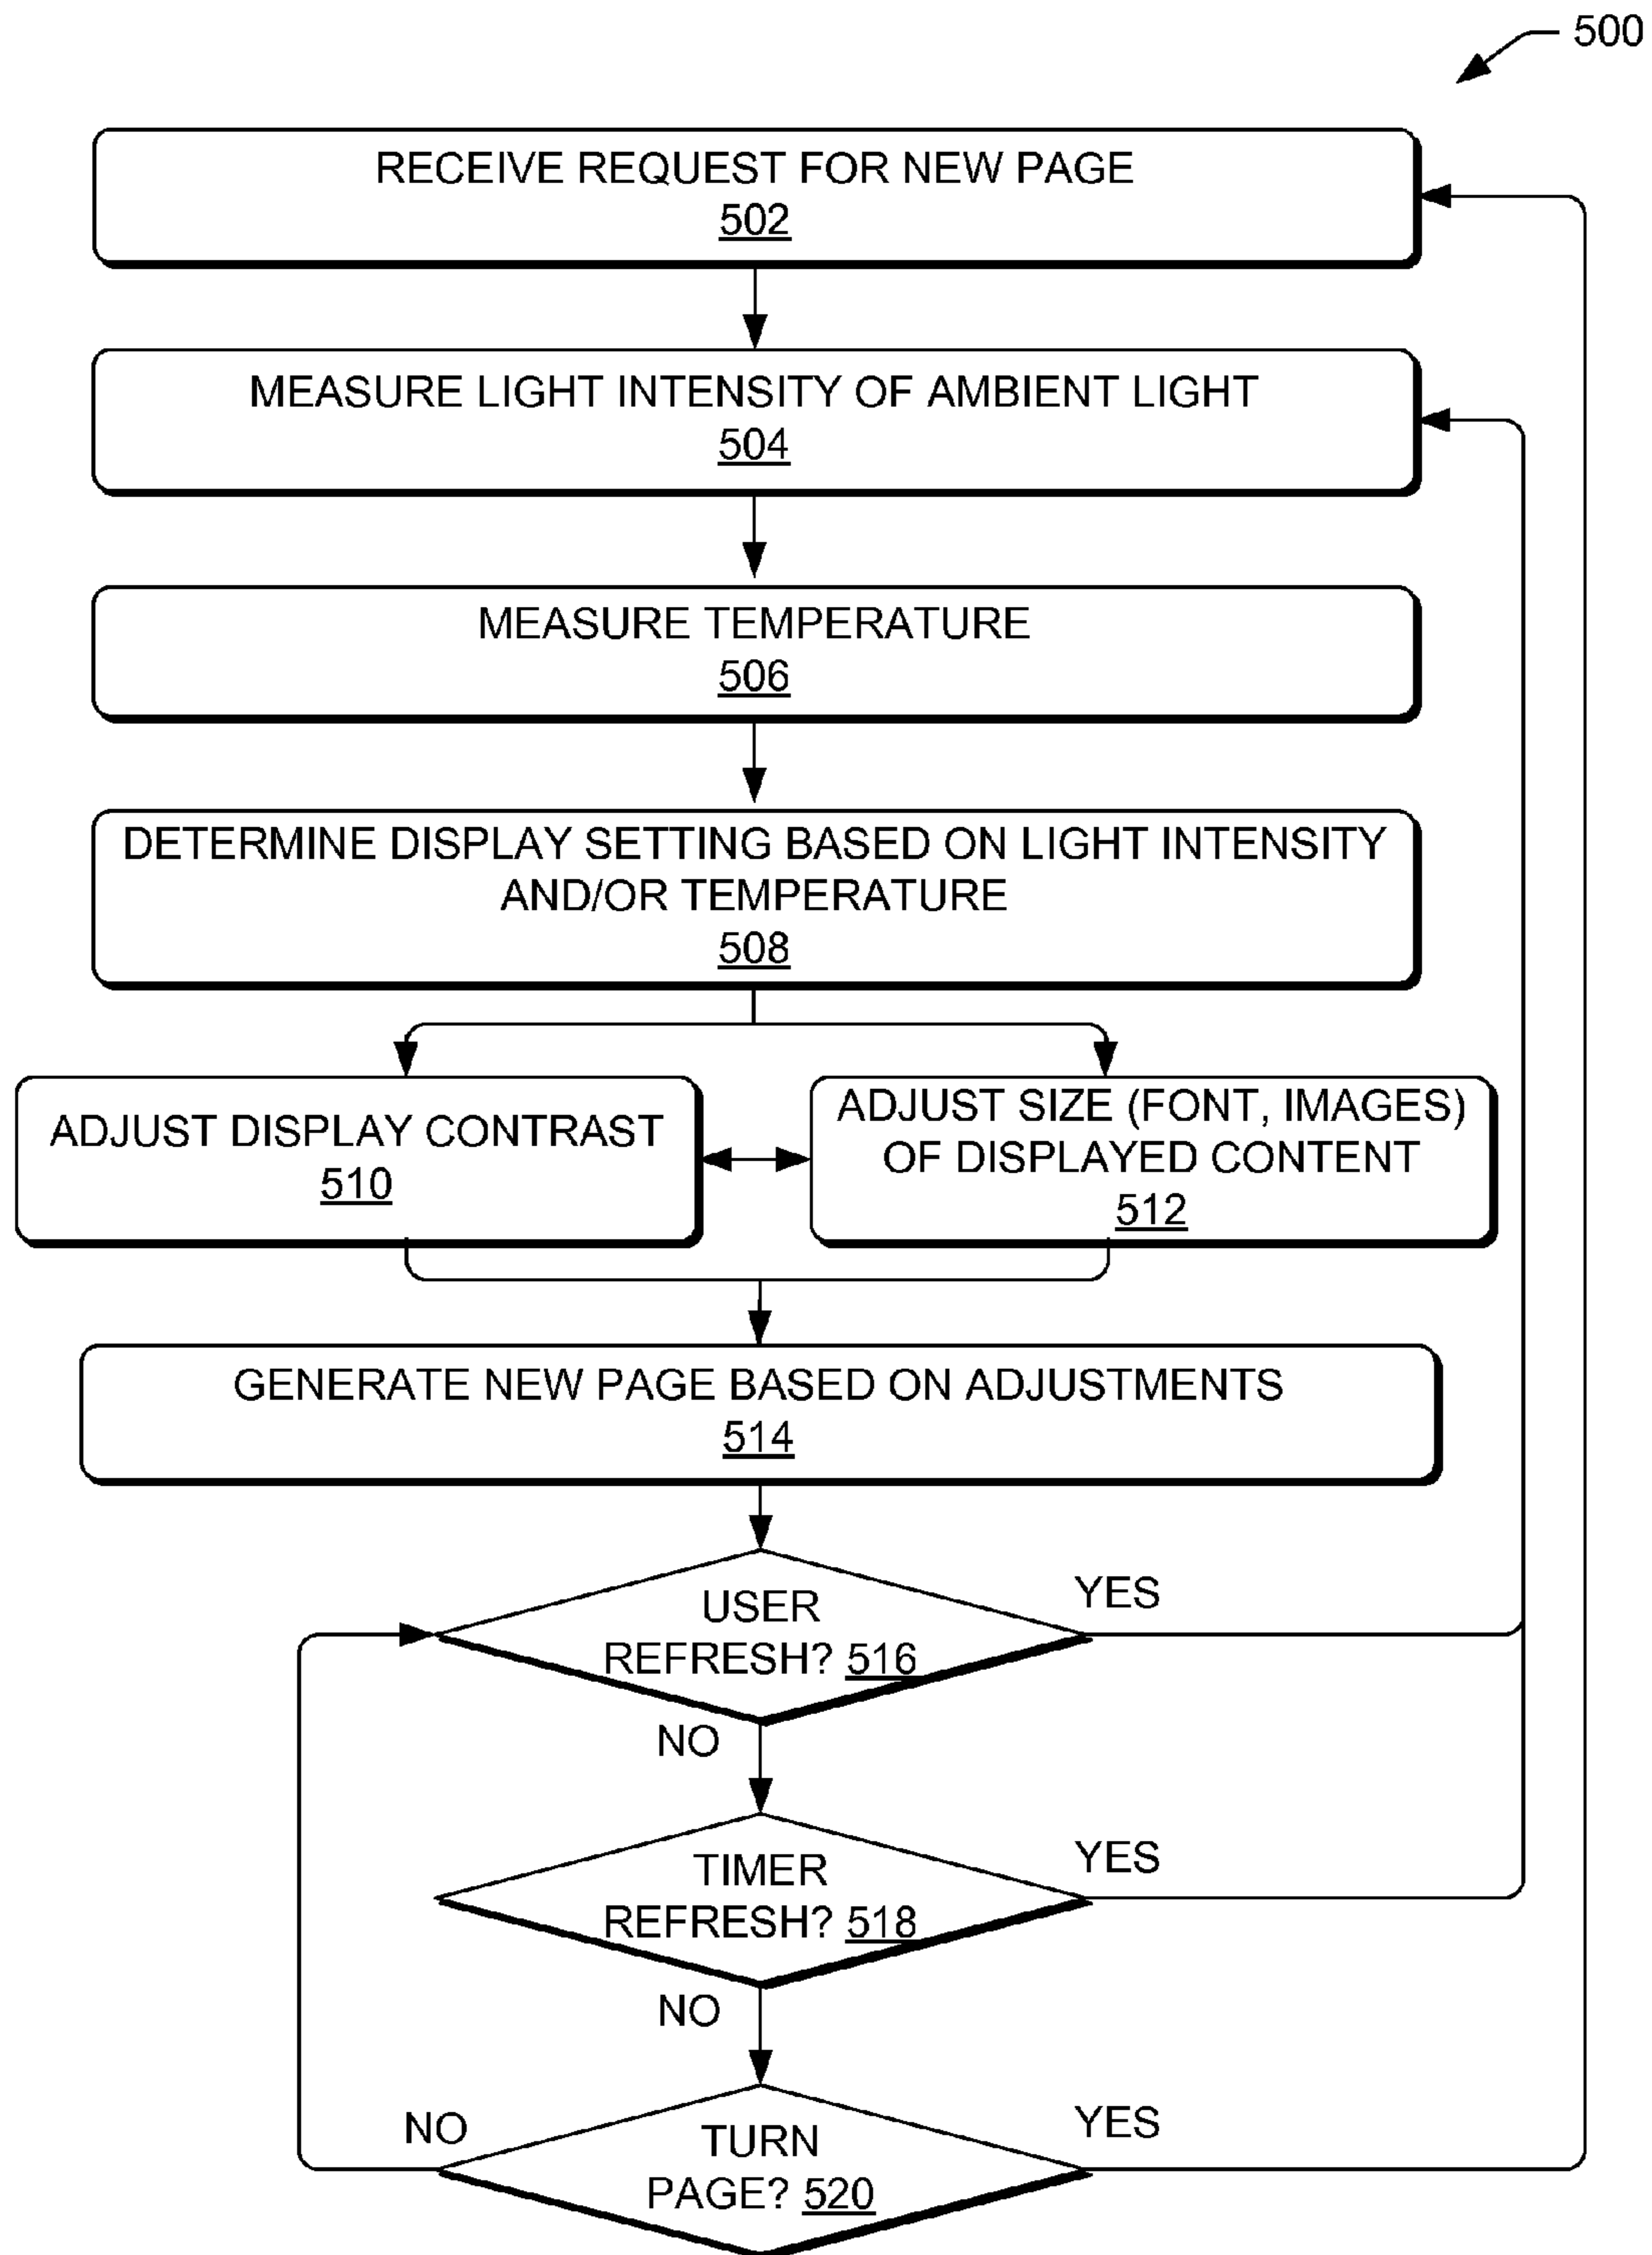 500
RECEIVE REQUEST FOR NEW PAGE
502
MEASURE LIGHT INTENSITY OF AMBIENT LIGHT
504
MEASURE TEMPERATURE
506
DETERMINE DISPLAY SETTING BASED ON LIGHT INTENSITY
AND/OR TEMPERATURE
508
ADJUST DISPLAY CONTRAST
510
ADJUST SIZE (FONT, IMAGES)
OF DISPLAYED CONTENT
512
GENERATE NEW PAGE BASED ON ADJUSTMENTS
514
USER
REFRESH? 516
YES
NO
TIMER
REFRESH? 518
YES
NO
TURN
PAGE? 520
NO
YES